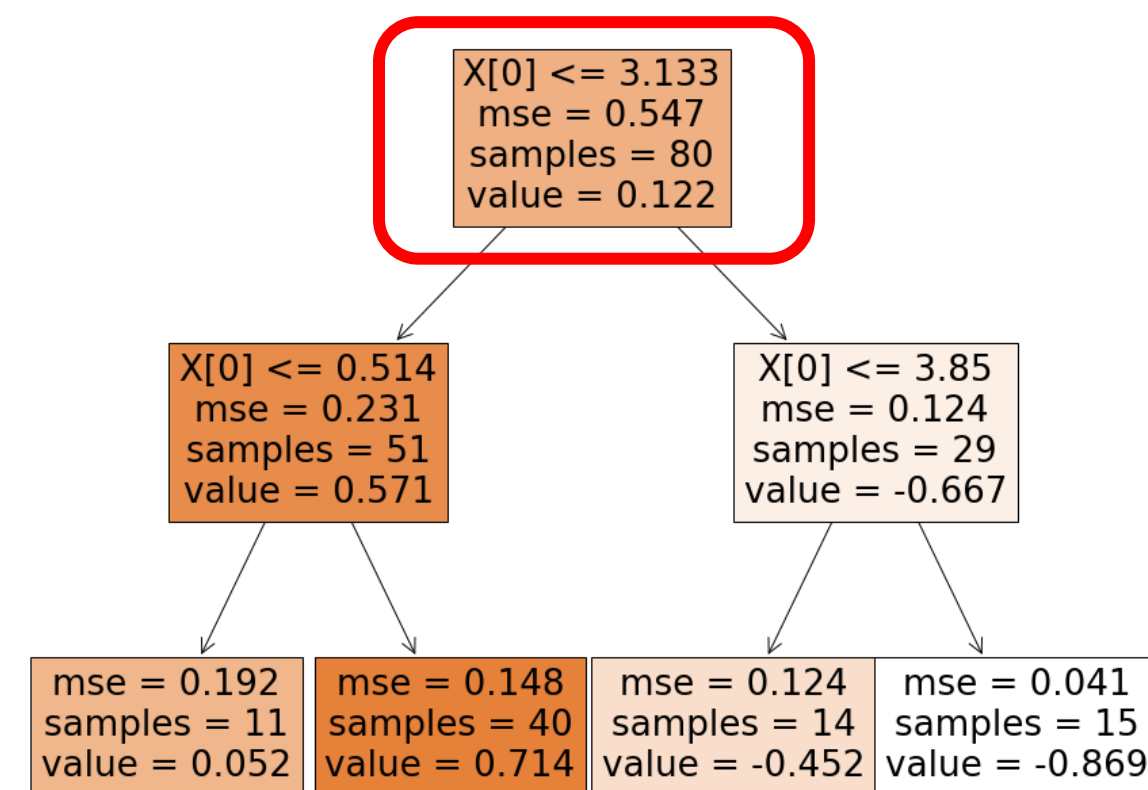 X[0] <= 3.133
mse = 0.547
samples = 80
value = 0.122
X[0] <= 0.514
mse = 0.231
samples = 51
value = 0.571
X[0] <= 3.85
mse = 0.124
samples = 29
value = -0.667
mse = 0.192
samples = 11
value = 0.052
mse = 0.148
samples = 40
value = 0.714
mse = 0.124
samples = 14
value = -0.452
mse = 0.041
samples = 15
value = -0.869